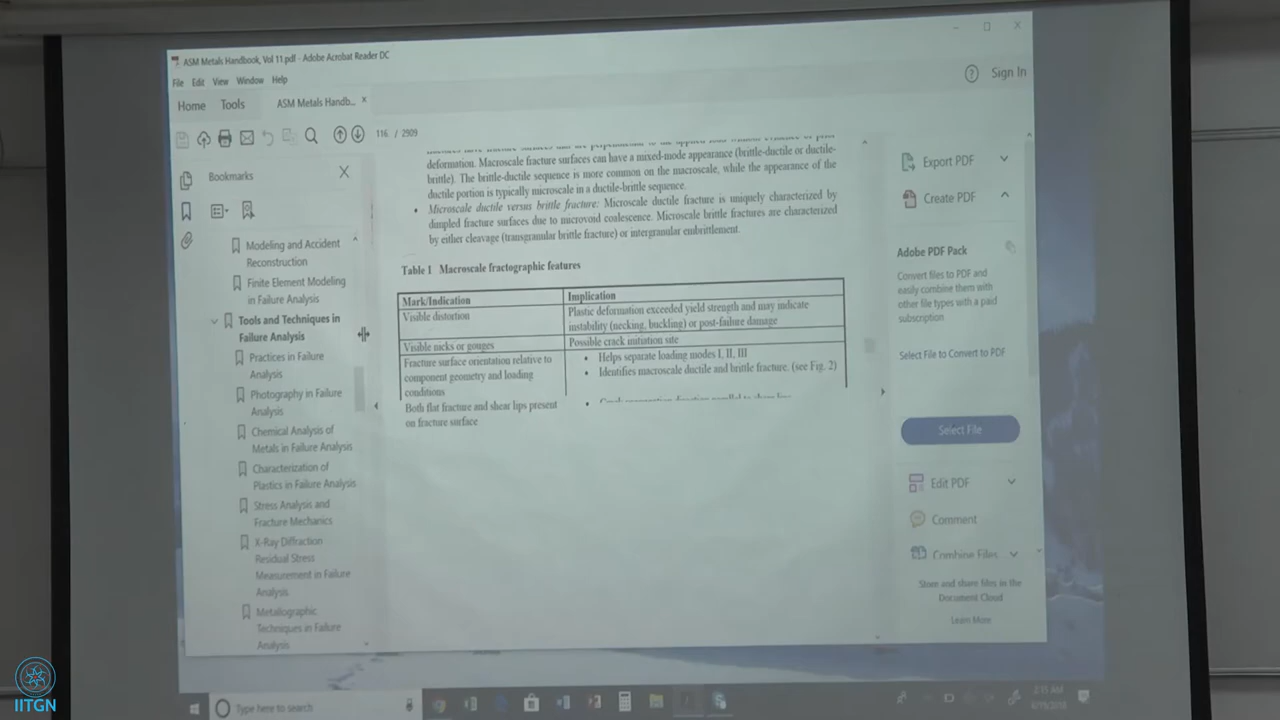 ASM Metals Handbook, Vol 11.pdf - Adobe Acrobat Reader DC
File Edit View Window Help
Home Tools ASM Metals Handb... ×
Sign In
116 / 2909
Bookmarks
Modeling and Accident
Reconstruction
Finite Element Modeling
in Failure Analysis
Tools and Techniques in
Failure Analysis
Practices in Failure
Analysis
Photography in Failure
Analysis
Chemical Analysis of
Metals in Failure Analysis
Characterization of
Plastics in Failure Analysis
Stress Analysis and
Fracture Mechanics
X-Ray Diffraction
Residual Stress
Measurement in Failure
Analysis
Metallographic
Techniques in Failure
Analysis
deformation. Macroscale fracture surfaces can have a mixed-mode appearance (brittle-ductile or ductile-
brittle). The brittle-ductile sequence is more common on the macroscale, while the appearance of the
ductile portion is typically microscale in a ductile-brittle sequence.
• Microscale ductile versus brittle fracture: Microscale ductile fracture is uniquely characterized by
dimpled fracture surfaces due to microvoid coalescence. Microscale brittle fractures are characterized
by either cleavage (transgranular brittle fracture) or intergranular embrittlement.
Table 1 Macroscale fractographic features
Mark/Indication Implication
Visible distortion Plastic deformation exceeded yield strength and may indicate
instability (necking, buckling) or post-failure damage
Visible nicks or gouges Possible crack initiation site
Fracture surface orientation relative to
component geometry and loading
conditions
• Helps separate loading modes I, II, III
• Identifies macroscale ductile and brittle fracture. (see Fig. 2)
Both flat fracture and shear lips present
on fracture surface
Export PDF
Create PDF
Adobe PDF Pack
Convert files to PDF and
easily combine them with
other file types with a paid
subscription
Select File to Convert to PDF
Select File
Edit PDF
Comment
Combine Files
Store and share files in the
Document Cloud
Learn More
Type here to search
IITGN